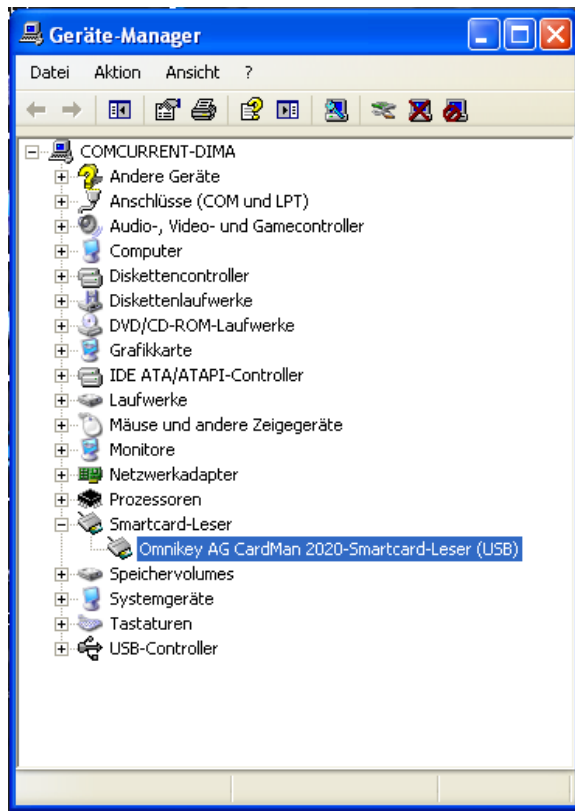 Geräte-Manager
Datei Aktion Ansicht ?
COMCURRENT-DIMA
Andere Geräte
Anschlüsse (COM und LPT)
Audio-, Video- und Gamecontroller
Computer
Diskettencontroller
Diskettenlaufwerke
DVD/CD-ROM-Laufwerke
Grafikkarte
IDE ATA/ATAPI-Controller
Laufwerke
Mäuse und andere Zeigegeräte
Monitore
Netzwerkadapter
Prozessoren
Smartcard-Leser
Omnikey AG CardMan 2020-Smartcard-Leser (USB)
Speichervolumes
Systemgeräte
Tastaturen
USB-Controller